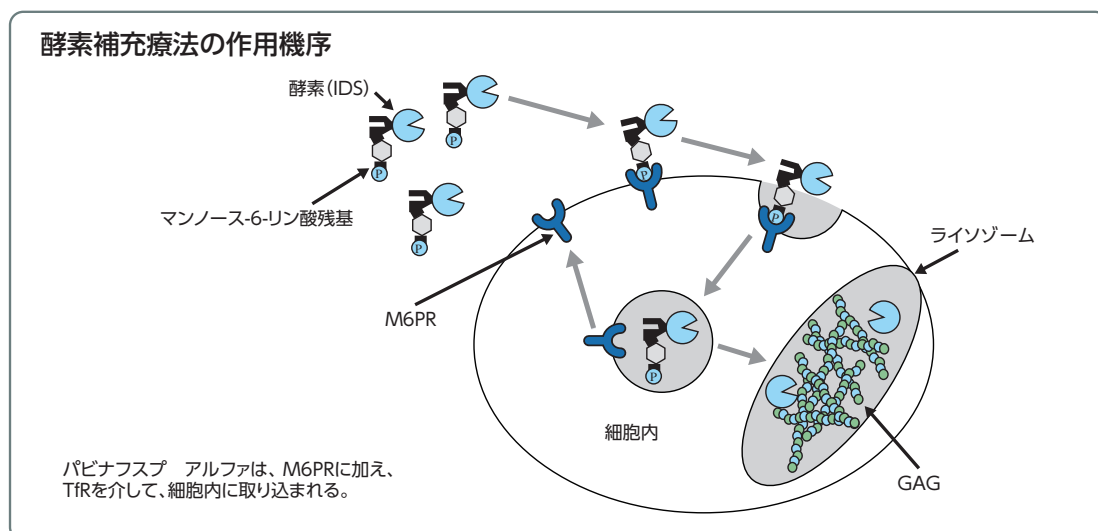 酵素補充療法の作用機序
酵素(IDS)
P
P
P
P
P
マンノース-6-リン酸残基
ライソゾーム
M6PR
P
細胞内
GAG
パビナフスプ　アルファは、M6PRに加え、
TfRを介して、細胞内に取り込まれる。